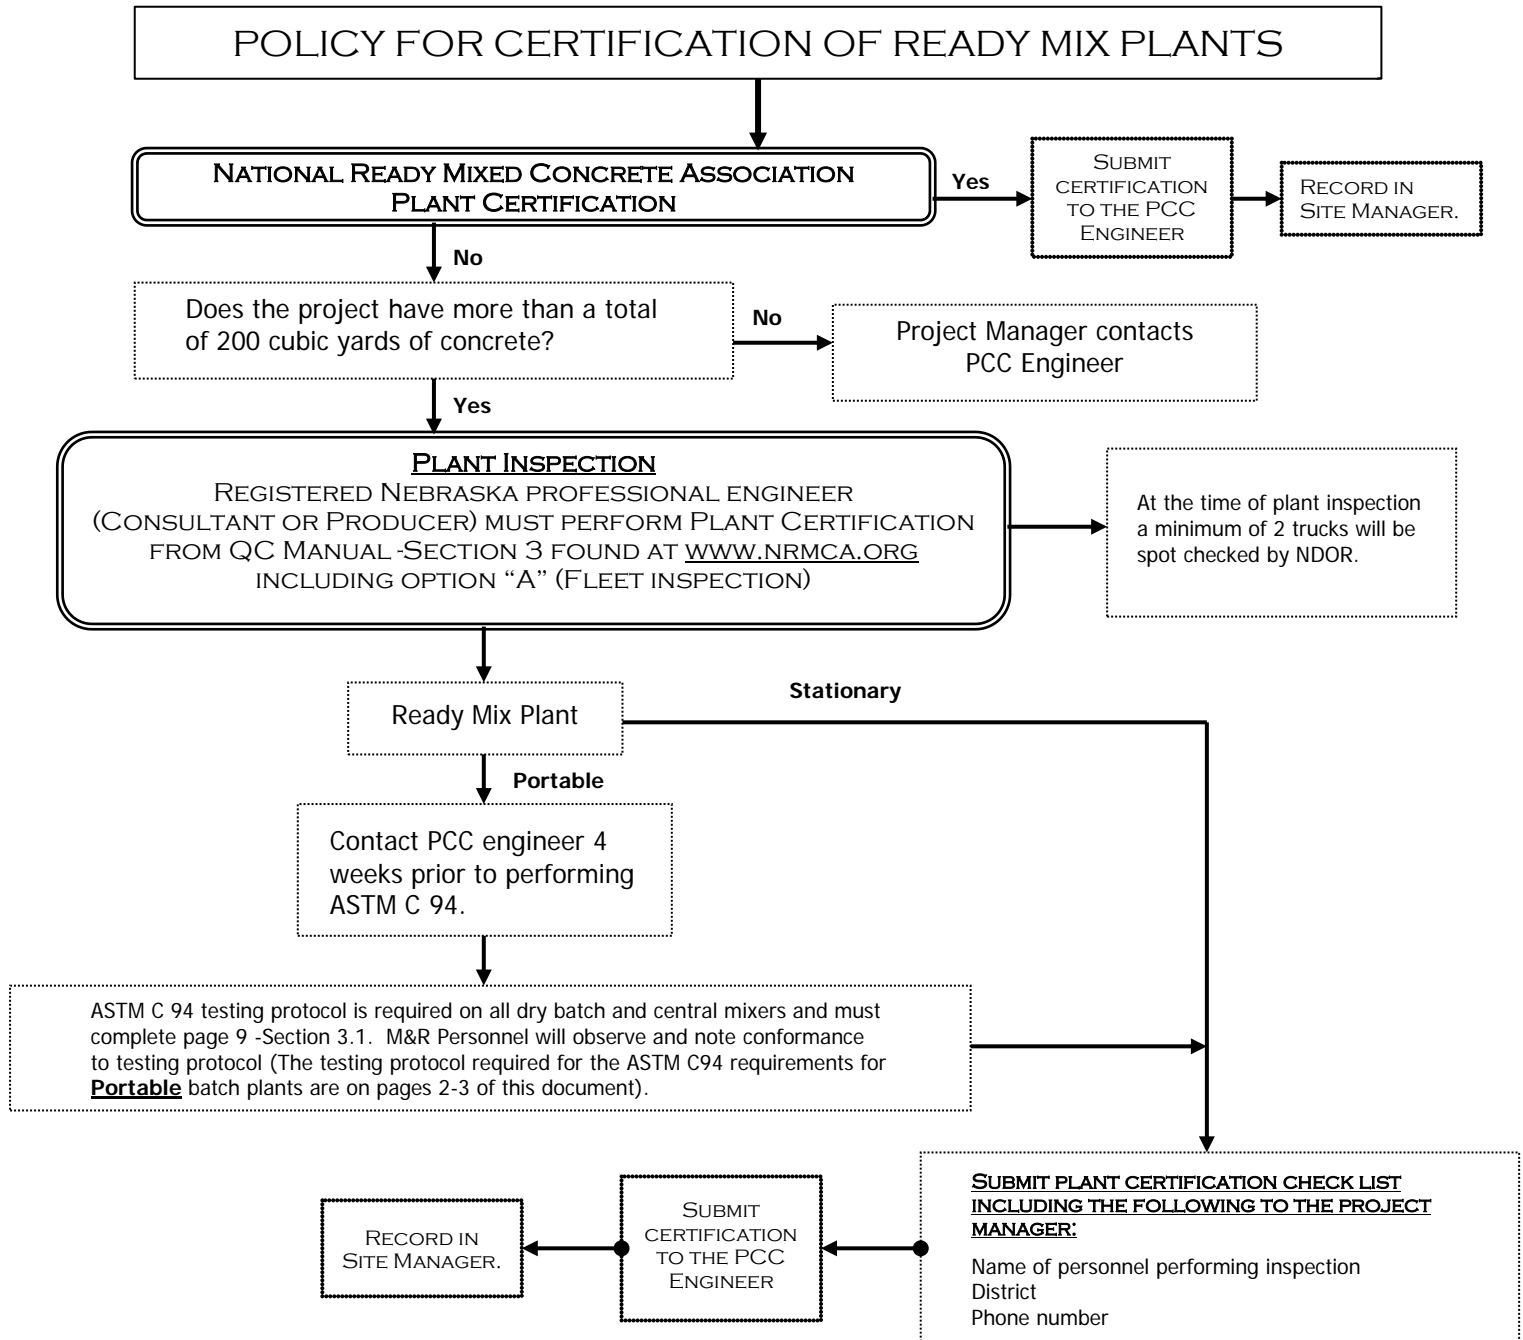 POLICY FOR CERTIFICATION OF READY MIX PLANTS
NATIONAL READY MIXED CONCRETE ASSOCIATION
PLANT CERTIFICATION
Yes
SUBMIT
CERTIFICATION
TO THE PCC
ENGINEER
RECORD IN
SITE MANAGER.
No
Does the project have more than a total
of 200 cubic yards of concrete?
No
Project Manager contacts
PCC Engineer
Yes
PLANT INSPECTION
REGISTERED NEBRASKA PROFESSIONAL ENGINEER
(CONSULTANT OR PRODUCER) MUST PERFORM PLANT CERTIFICATION
FROM QC MANUAL -SECTION 3 FOUND AT WWW.NRMCA.ORG
INCLUDING OPTION “A” (FLEET INSPECTION)
At the time of plant inspection
a minimum of 2 trucks will be
spot checked by NDOR.
Ready Mix Plant
Stationary
Portable
Contact PCC engineer 4
weeks prior to performing
ASTM C 94.
ASTM C 94 testing protocol is required on all dry batch and central mixers and must
complete page 9 -Section 3.1. M&R Personnel will observe and note conformance
to testing protocol (The testing protocol required for the ASTM C94 requirements for
Portable batch plants are on pages 2-3 of this document).
SUBMIT PLANT CERTIFICATION CHECK LIST
INCLUDING THE FOLLOWING TO THE PROJECT
MANAGER:
Name of personnel performing inspection
District
Phone number
SUBMIT
CERTIFICATION
TO THE PCC
ENGINEER
RECORD IN
SITE MANAGER.